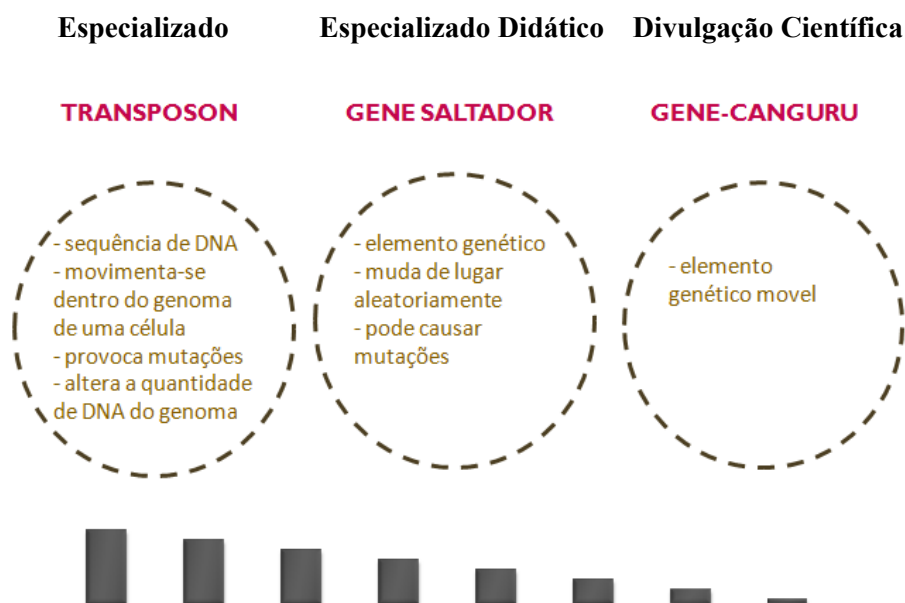 Especializado
Especializado Didático
Divulgação Científica
TRANSPOSON
GENE SALTADOR
GENE-CANGURU
- sequência de DNA
- movimenta-se
dentro do genoma
de uma célula
- provoca mutações
- altera a quantidade
de DNA do genoma
- elemento genético
- muda de lugar
aleatoriamente
- pode causar
mutações
- elemento
genético movel